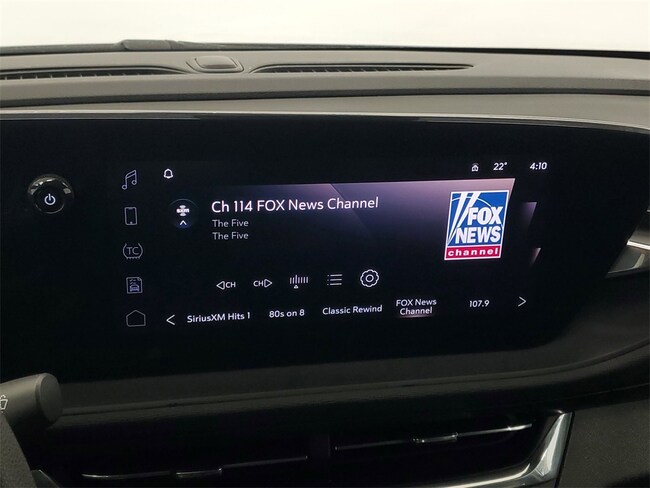 22° 4:10
Ch 114 FOX News Channel
The Five
The Five
FOX
NEWS
channel
TC
CH CH
SiriusXM Hits 1 80s on 8 Classic Rewind FOX News Channel 107.9